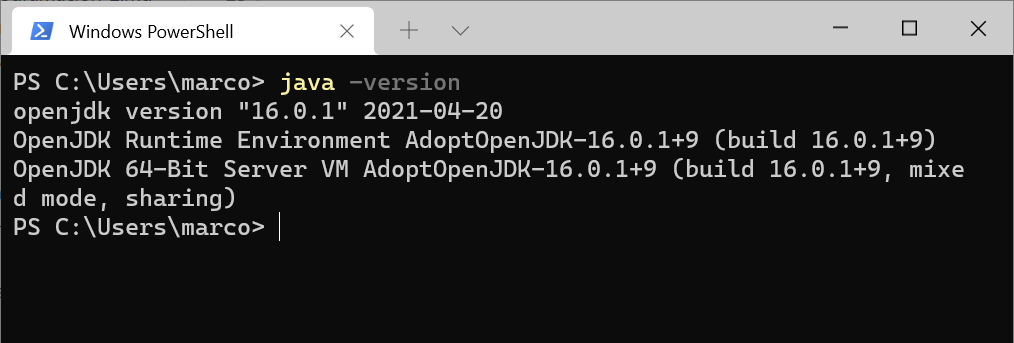 Windows PowerShell
PS C:\Users\marco> java -version
openjdk version "16.0.1" 2021-04-20
OpenJDK Runtime Environment AdoptOpenJDK-16.0.1+9 (build 16.0.1+9)
OpenJDK 64-Bit Server VM AdoptOpenJDK-16.0.1+9 (build 16.0.1+9, mixe
d mode, sharing)
PS C:\Users\marco>